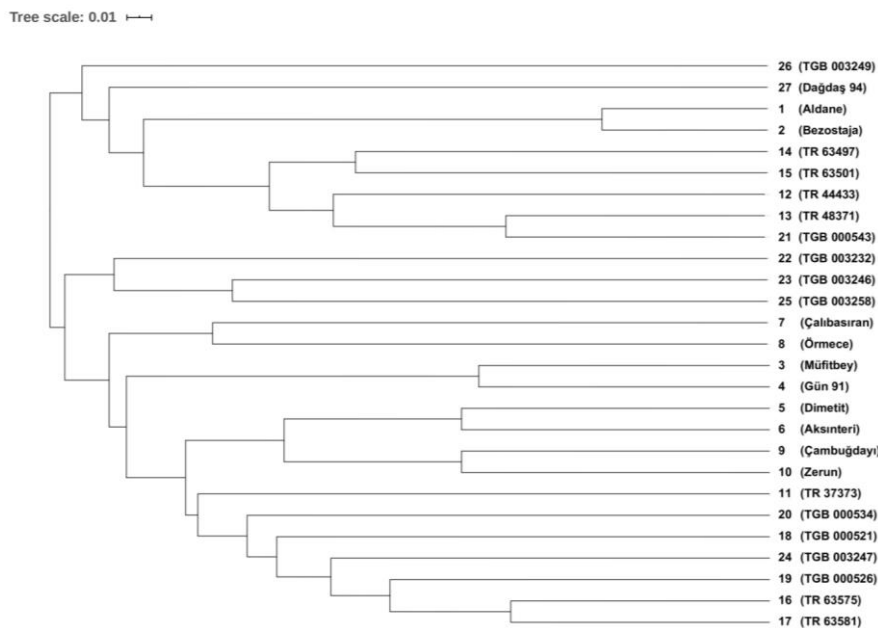 Tree scale: 0.01
26 (TGB 003249)
27 (Dağdaş 94)
1 (Aldane)
2 (Bezostaja)
14 (TR 63497)
15 (TR 63501)
12 (TR 44433)
13 (TR 48371)
21 (TGB 000543)
22 (TGB 003232)
23 (TGB 003246)
25 (TGB 003258)
7 (Çalıbasıran)
8 (Örmece)
3 (Müfitbey)
4 (Gün 91)
5 (Dimetit)
6 (Aksınteri)
9 (Çambuğdayı)
10 (Zerun)
11 (TR 37373)
20 (TGB 000534)
18 (TGB 000521)
24 (TGB 003247)
19 (TGB 000526)
16 (TR 63575)
17 (TR 63581)